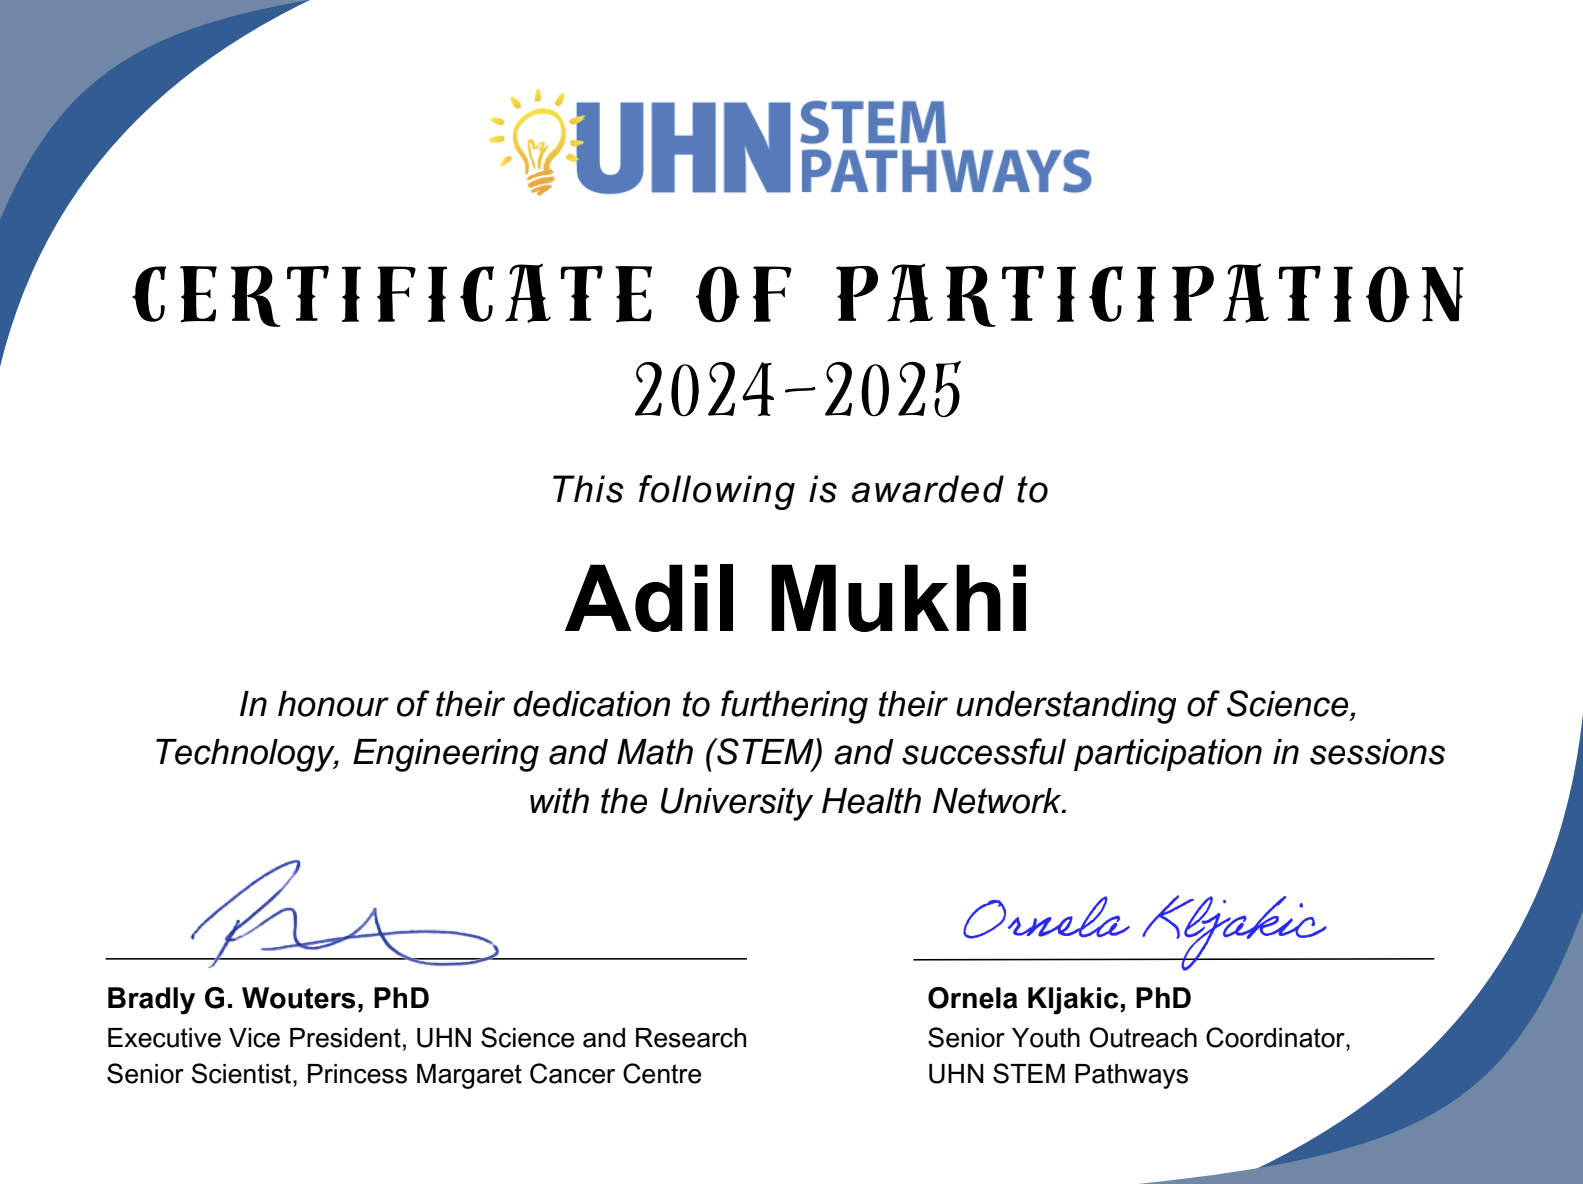 UHN STEM
PATHWAYS
CERTIFICATE OF PARTICIPATION
2024-2025
This following is awarded to
Adil Mukhi
In honour of their dedication to furthering their understanding of Science,
Technology, Engineering and Math (STEM) and successful participation in sessions
with the University Health Network.
Ornela Kljakic
Bradly G. Wouters, PhD
Executive Vice President, UHN Science and Research
Senior Scientist, Princess Margaret Cancer Centre
Ornela Kljakic, PhD
Senior Youth Outreach Coordinator,
UHN STEM Pathways